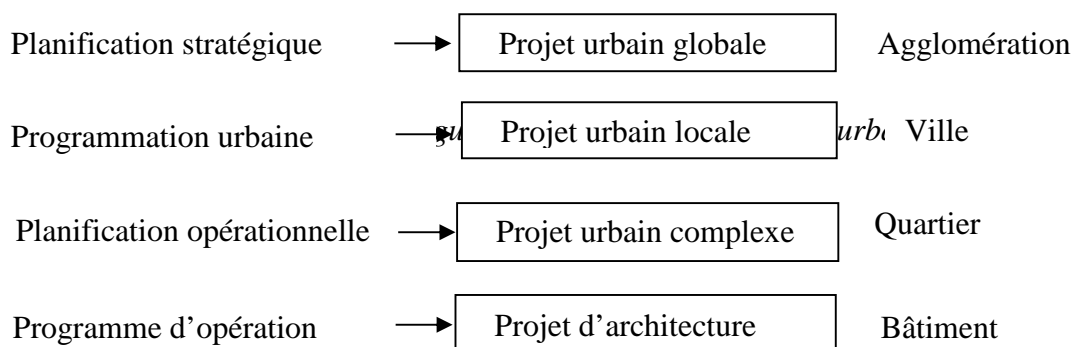 Planification stratégique Projet urbain globale Agglomération
Programmation urbaine Projet urbain locale Ville
Planification opérationnelle Projet urbain complexe Quartier
Programme d’opération Projet d’architecture Bâtiment